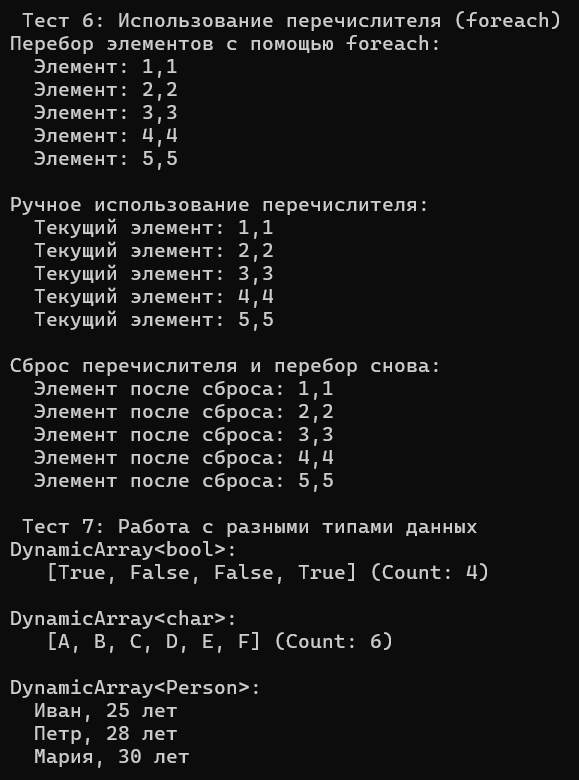 Тест 6: Использование перечислителя (foreach)
Перебор элементов с помощью foreach:
Элемент: 1,1
Элемент: 2,2
Элемент: 3,3
Элемент: 4,4
Элемент: 5,5
Ручное использование перечислителя:
Текущий элемент: 1,1
Текущий элемент: 2,2
Текущий элемент: 3,3
Текущий элемент: 4,4
Текущий элемент: 5,5
Сброс перечислителя и перебор снова:
Элемент после сброса: 1,1
Элемент после сброса: 2,2
Элемент после сброса: 3,3
Элемент после сброса: 4,4
Элемент после сброса: 5,5
Тест 7: Работа с разными типами данных
DynamicArray<bool>:
[True, False, False, True] (Count: 4)
DynamicArray<char>:
[A, B, C, D, E, F] (Count: 6)
DynamicArray<Person>:
Иван, 25 лет
Петр, 28 лет
Мария, 30 лет